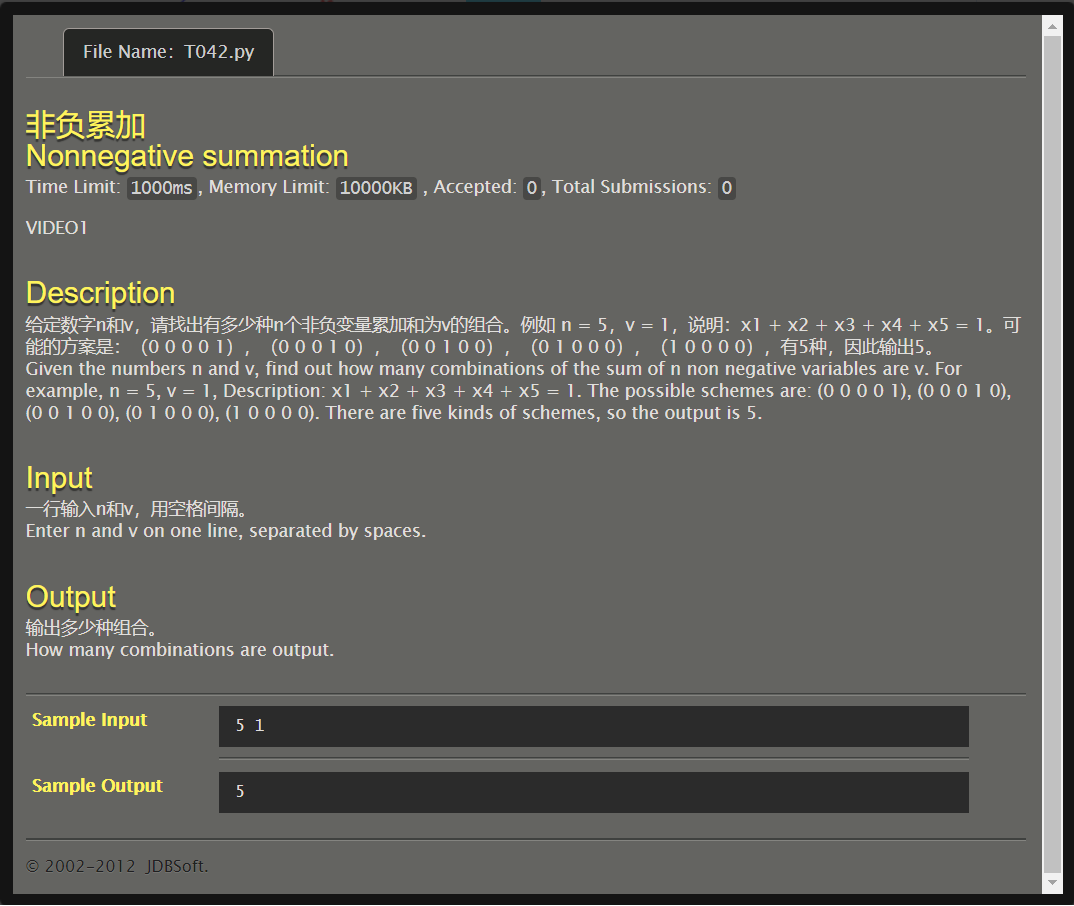 File Name: T042.py
非负累加
Nonnegative summation
Time Limit: 1000ms, Memory Limit: 10000KB , Accepted: 0, Total Submissions: 0
VIDEO1
Description
给定数字n和v，请找出有多少种n个非负变量累加和为v的组合。例如 n = 5，v = 1，说明：x1 + x2 + x3 + x4 + x5 = 1。可
能的方案是：（0 0 0 0 1），（0 0 0 1 0），（0 0 1 0 0），（0 1 0 0 0），（1 0 0 0 0），有5种，因此输出5。
Given the numbers n and v, find out how many combinations of the sum of n non negative variables are v. For
example, n = 5, v = 1, Description: x1 + x2 + x3 + x4 + x5 = 1. The possible schemes are: (0 0 0 0 1), (0 0 0 1 0),
(0 0 1 0 0), (0 1 0 0 0), (1 0 0 0 0). There are five kinds of schemes, so the output is 5.
Input
一行输入n和v，用空格间隔。
Enter n and v on one line, separated by spaces.
Output
输出多少种组合。
How many combinations are output.
Sample Input
5 1
Sample Output
5
© 2002-2012 JDBSoft.